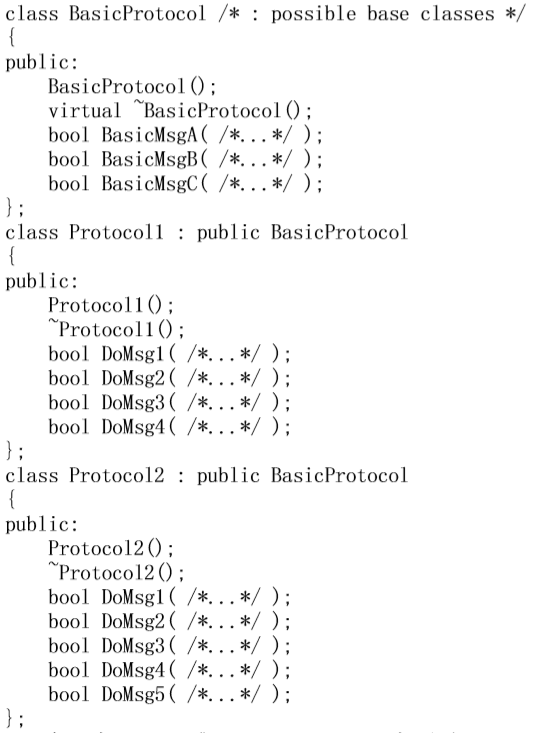 class BasicProtocol /* : possible base classes */
{
public:
    BasicProtocol();
    virtual ~BasicProtocol();
    bool BasicMsgA( /*...*/ );
    bool BasicMsgB( /*...*/ );
    bool BasicMsgC( /*...*/ );
};
class Protocol1 : public BasicProtocol
{
public:
    Protocol1();
    ~Protocol1();
    bool DoMsg1( /*...*/ );
    bool DoMsg2( /*...*/ );
    bool DoMsg3( /*...*/ );
    bool DoMsg4( /*...*/ );
};
class Protocol2 : public BasicProtocol
{
public:
    Protocol2();
    ~Protocol2();
    bool DoMsg1( /*...*/ );
    bool DoMsg2( /*...*/ );
    bool DoMsg3( /*...*/ );
    bool DoMsg4( /*...*/ );
    bool DoMsg5( /*...*/ );
};